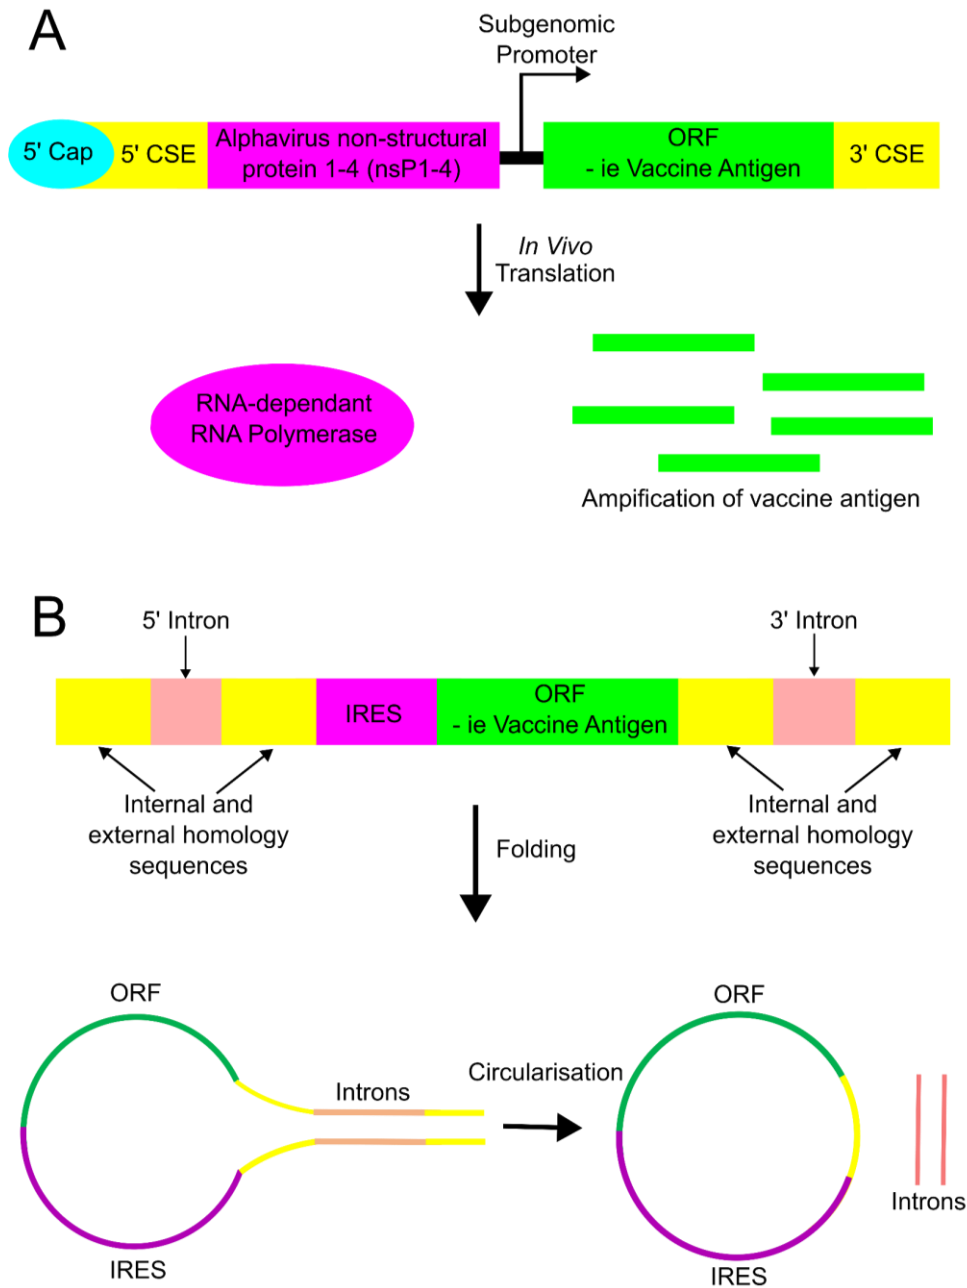 A
Subgenomic
Promoter
5' Cap
5' CSE
Alphavirus non-structural
protein 1-4 (nsP1-4)
ORF
- ie Vaccine Antigen
3' CSE
In Vivo
Translation
RNA-dependant
RNA Polymerase
Ampification of vaccine antigen
B
5' Intron
3' Intron
IRES
ORF
- ie Vaccine Antigen
Internal and
external homology
sequences
Internal and
external homology
sequences
Folding
ORF
Introns
IRES
Circularisation
ORF
IRES
Introns